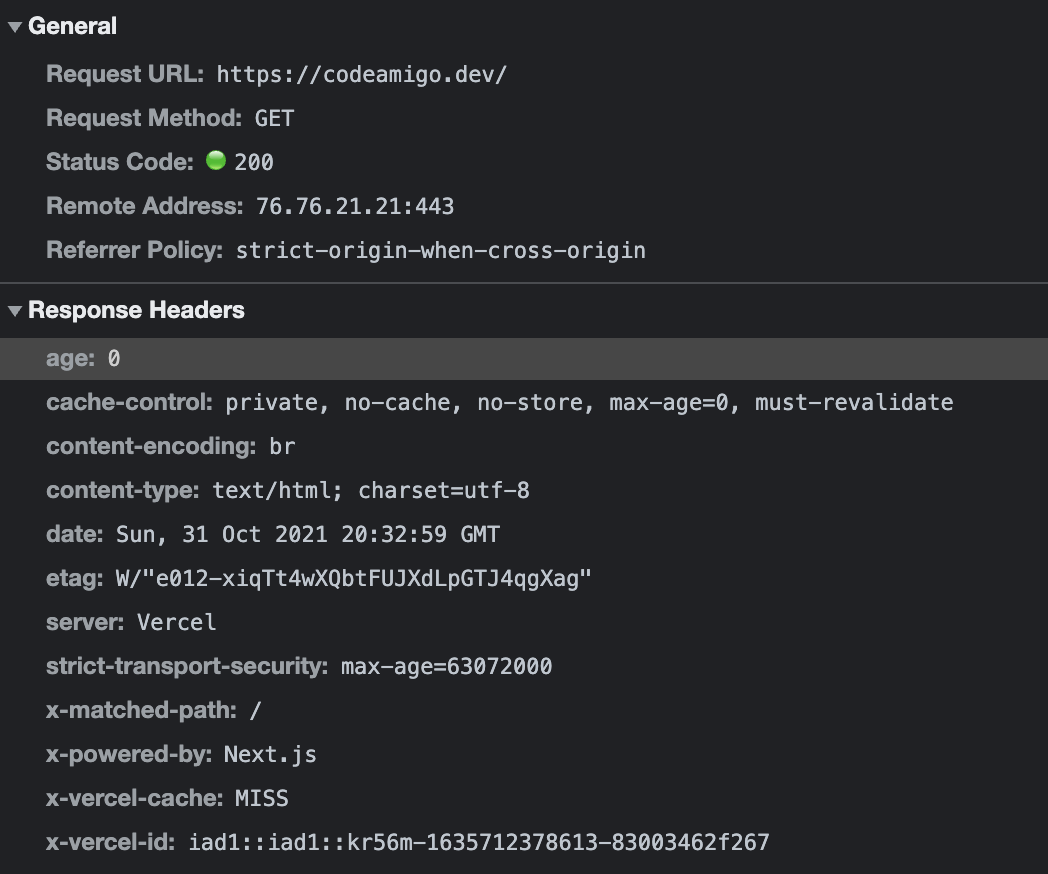 General
Request URL: https://codeamigo.dev/
Request Method: GET
Status Code: 200
Remote Address: 76.76.21.21:443
Referrer Policy: strict-origin-when-cross-origin
Response Headers
age: 0
cache-control: private, no-cache, no-store, max-age=0, must-revalidate
content-encoding: br
content-type: text/html; charset=utf-8
date: Sun, 31 Oct 2021 20:32:59 GMT
etag: W/"e012-xiqTt4wXQbtFUJXdLpGTJ4qgXag"
server: Vercel
strict-transport-security: max-age=63072000
x-matched-path: /
x-powered-by: Next.js
x-vercel-cache: MISS
x-vercel-id: iad1::iad1::kr56m-1635712378613-83003462f267